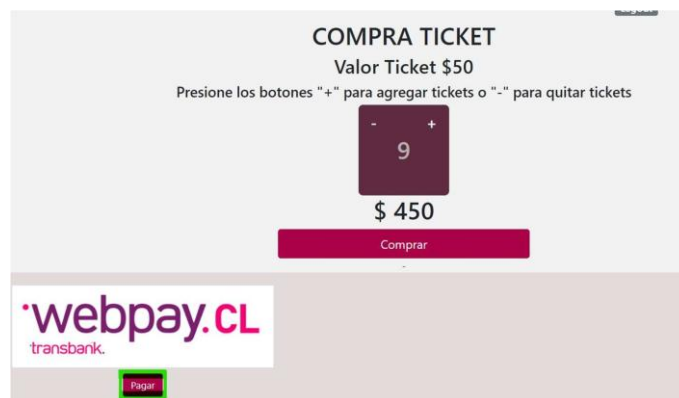 COMPRA TICKET
Valor Ticket $50
Presione los botones "+" para agregar tickets o "-" para quitar tickets
- +
9
$ 450
Comprar
-
webpay.CL
transbank.
Pagar